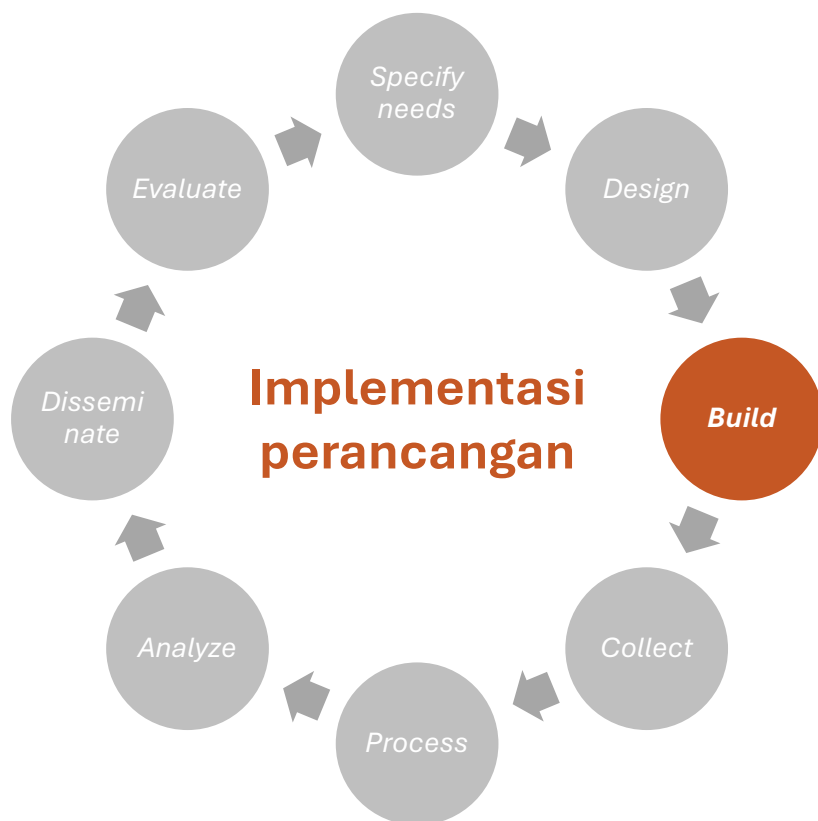 Specify
needs
Design
Build
Collect
Process
Analyze
Dissemi
nate
Evaluate
Implementasi
perancangan